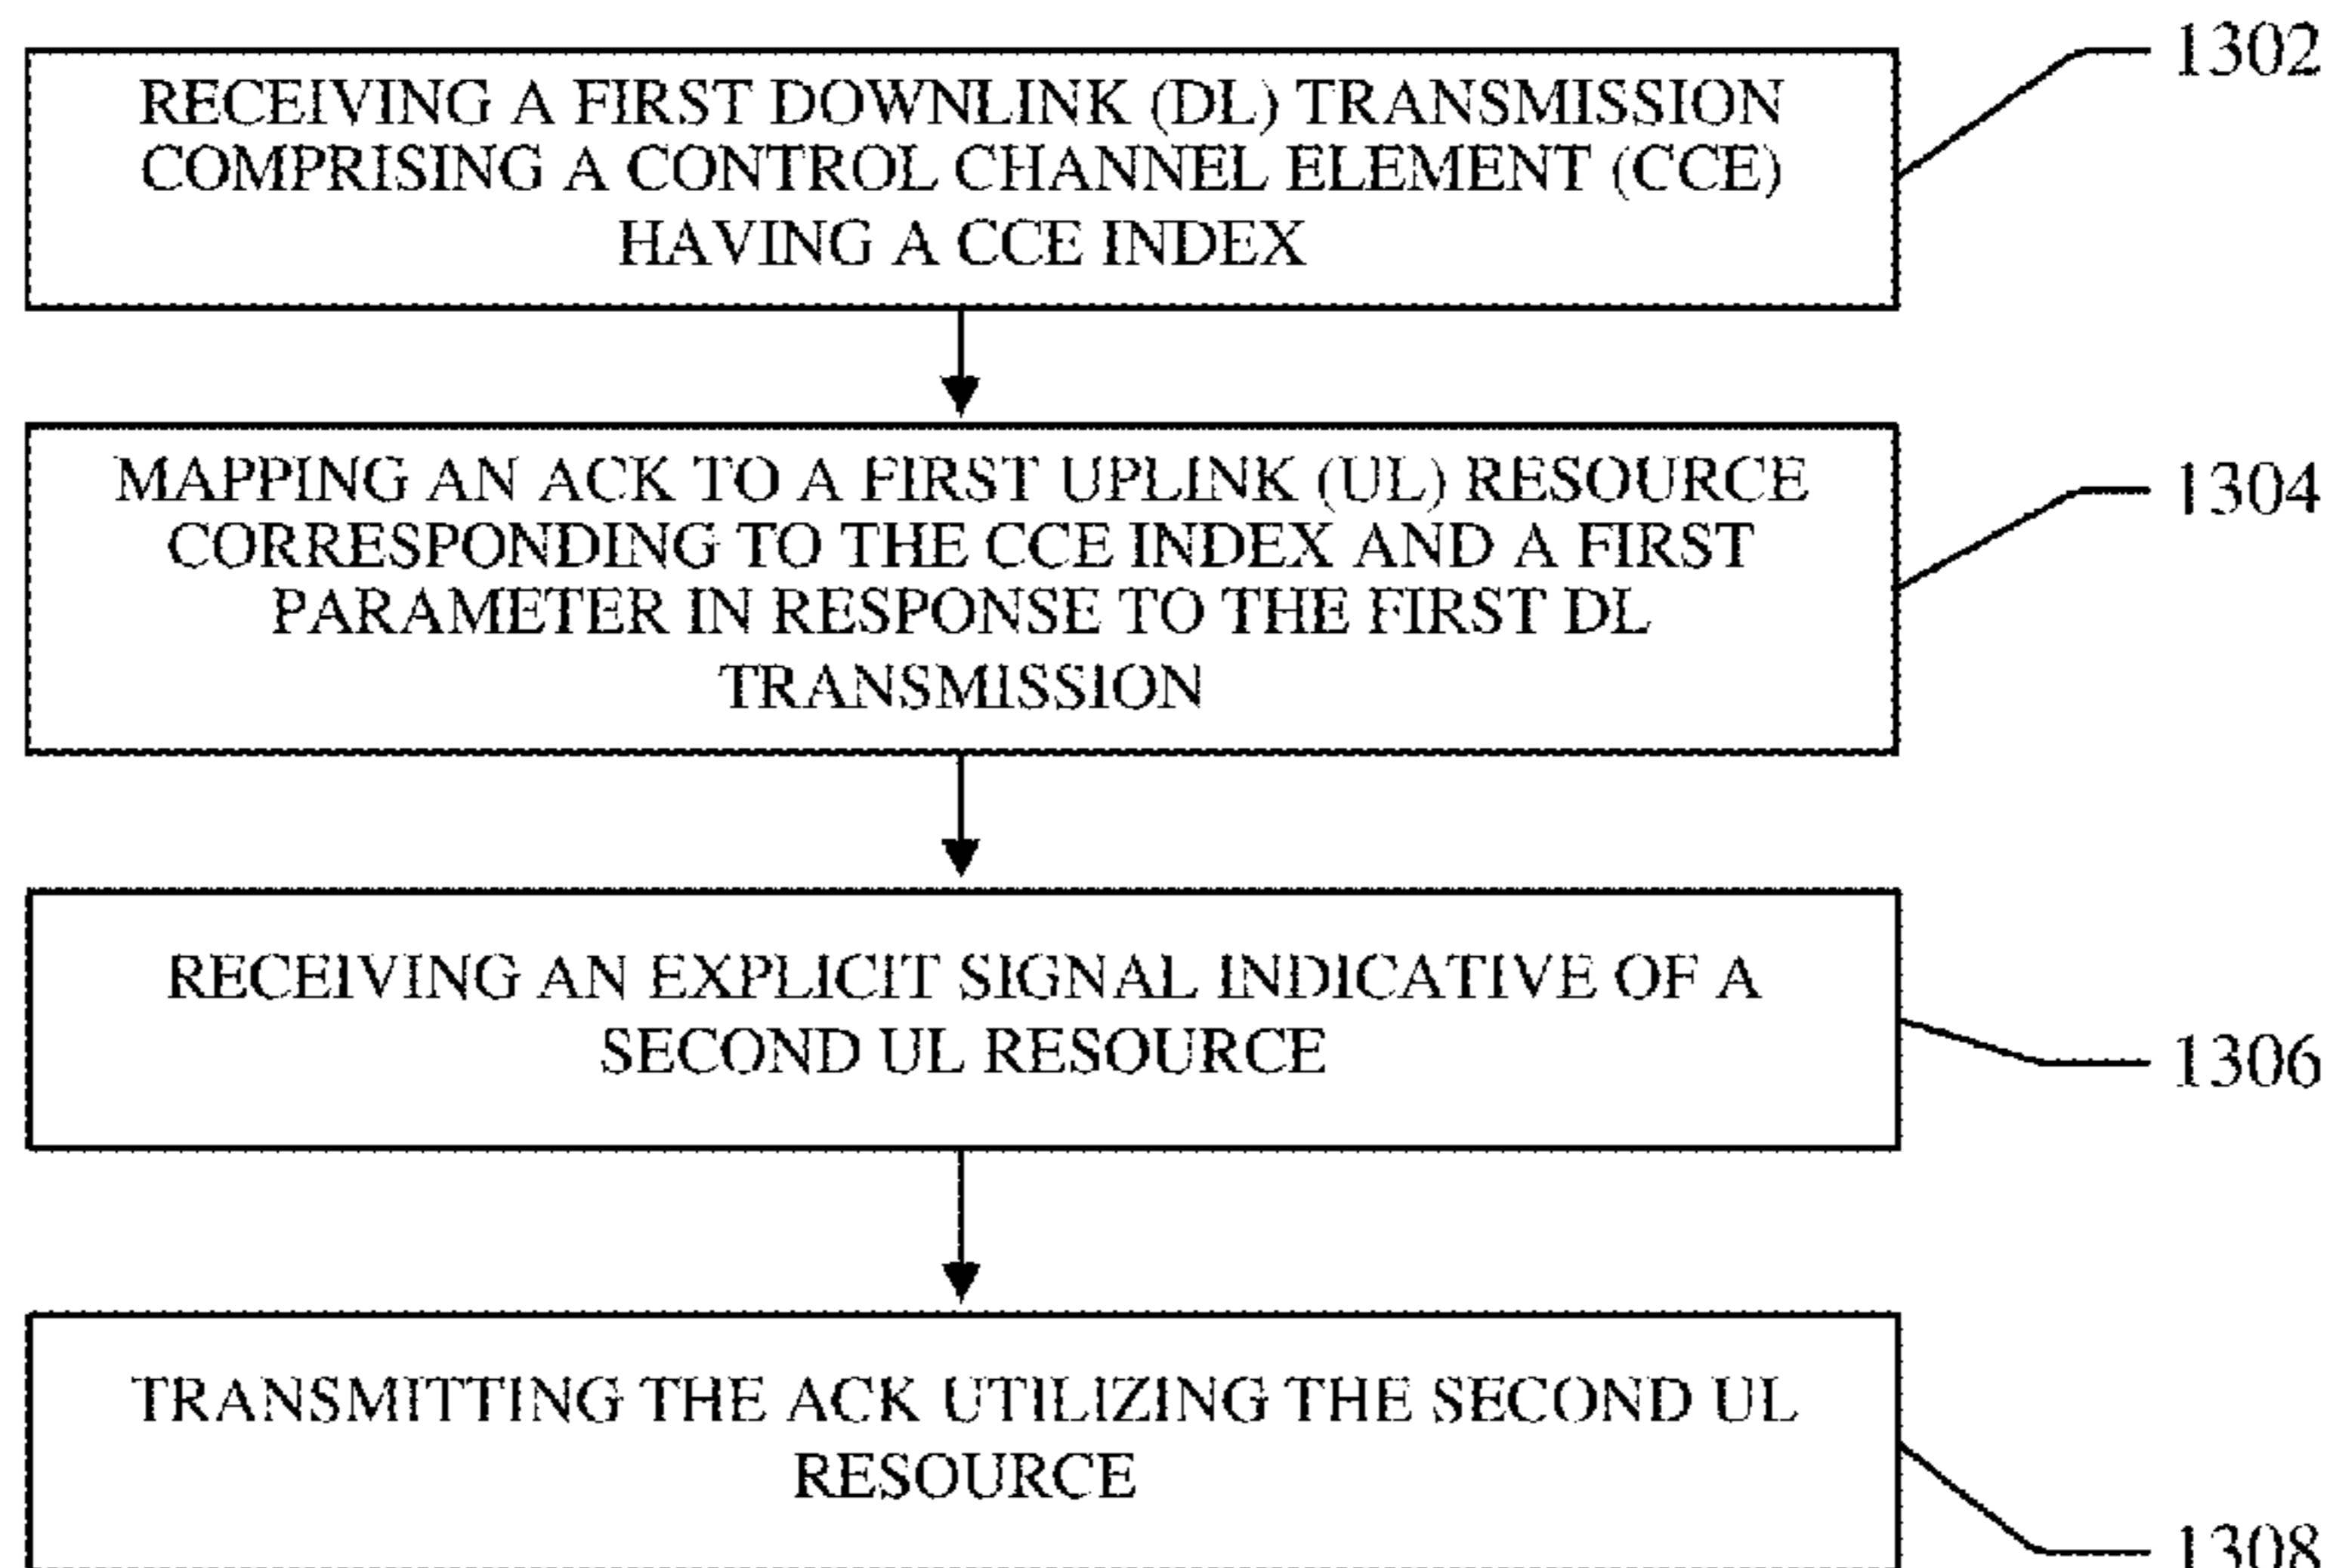 1302
RECEIVING A FIRST DOWNLINK (DL) TRANSMISSION
COMPRISING A CONTROL CHANNEL ELEMENT (CCE)
HAVING A CCE INDEX
1304
MAPPING AN ACK TO A FIRST UPLINK (UL) RESOURCE
CORRESPONDING TO THE CCE INDEX AND A FIRST
PARAMETER IN RESPONSE TO THE FIRST DL
TRANSMISSION
RECEIVING AN EXPLICIT SIGNAL INDICATIVE OF A
SECOND UL RESOURCE
1306
TRANSMITTING THE ACK UTILIZING THE SECOND UL
RESOURCE
1308